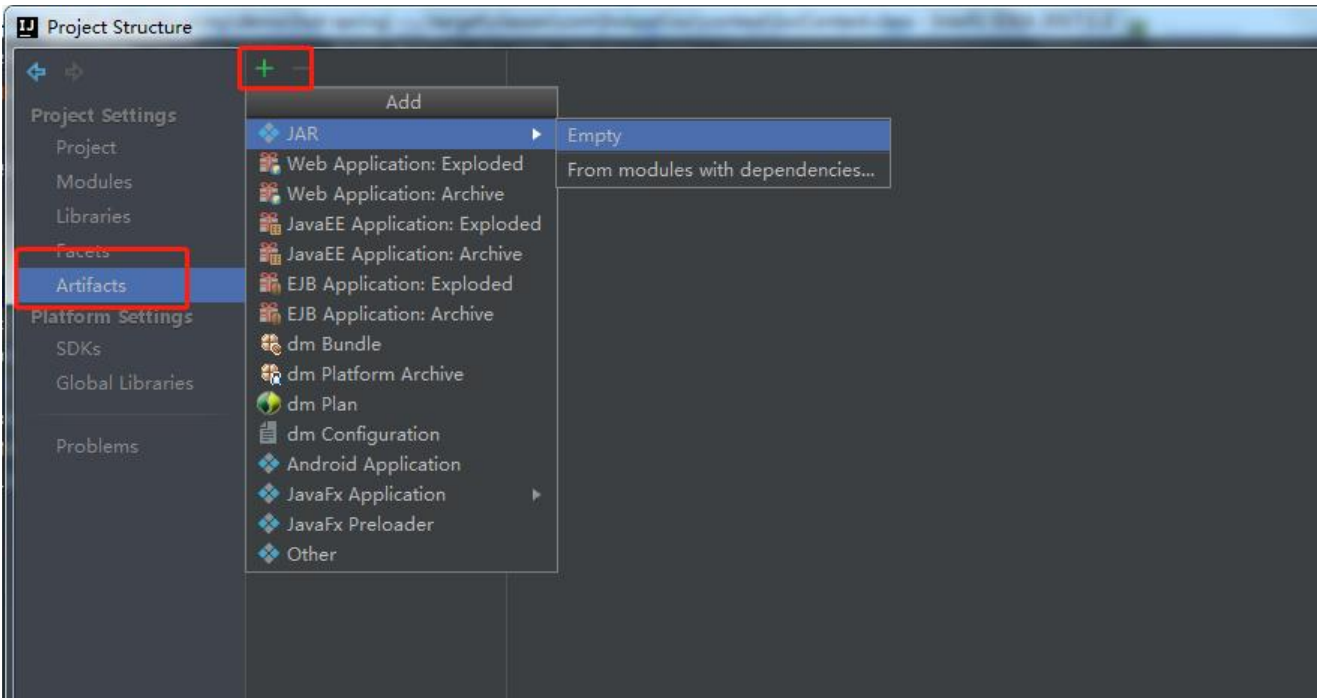 IJ Project Structure
Add
Project Settings
Project
Modules
Libraries
Facets
Artifacts
Platform Settings
SDKs
Global Libraries
Problems
JAR
Web Application: Exploded
Web Application: Archive
JavaEE Application: Exploded
JavaEE Application: Archive
EJB Application: Exploded
EJB Application: Archive
dm Bundle
dm Platform Archive
dm Plan
dm Configuration
Android Application
JavaFx Application
JavaFx Preloader
Other
Empty
From modules with dependencies...